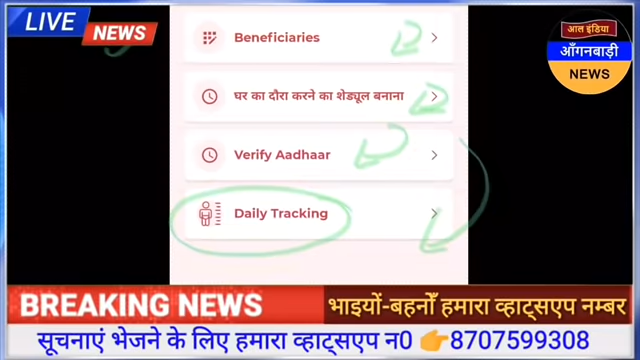 LIVE
NEWS
Beneficiaries
घर का दौरा करने का शेड्यूल बनाना
Verify Aadhaar
Daily Tracking
आल इंडिया
आँगनबाड़ी
NEWS
BREAKING NEWS
भाइयों-बहनोँ हमारा व्हाट्सएप नम्बर
सूचनाएं भेजने के लिए हमारा व्हाट्सएप न0 👉8707599308